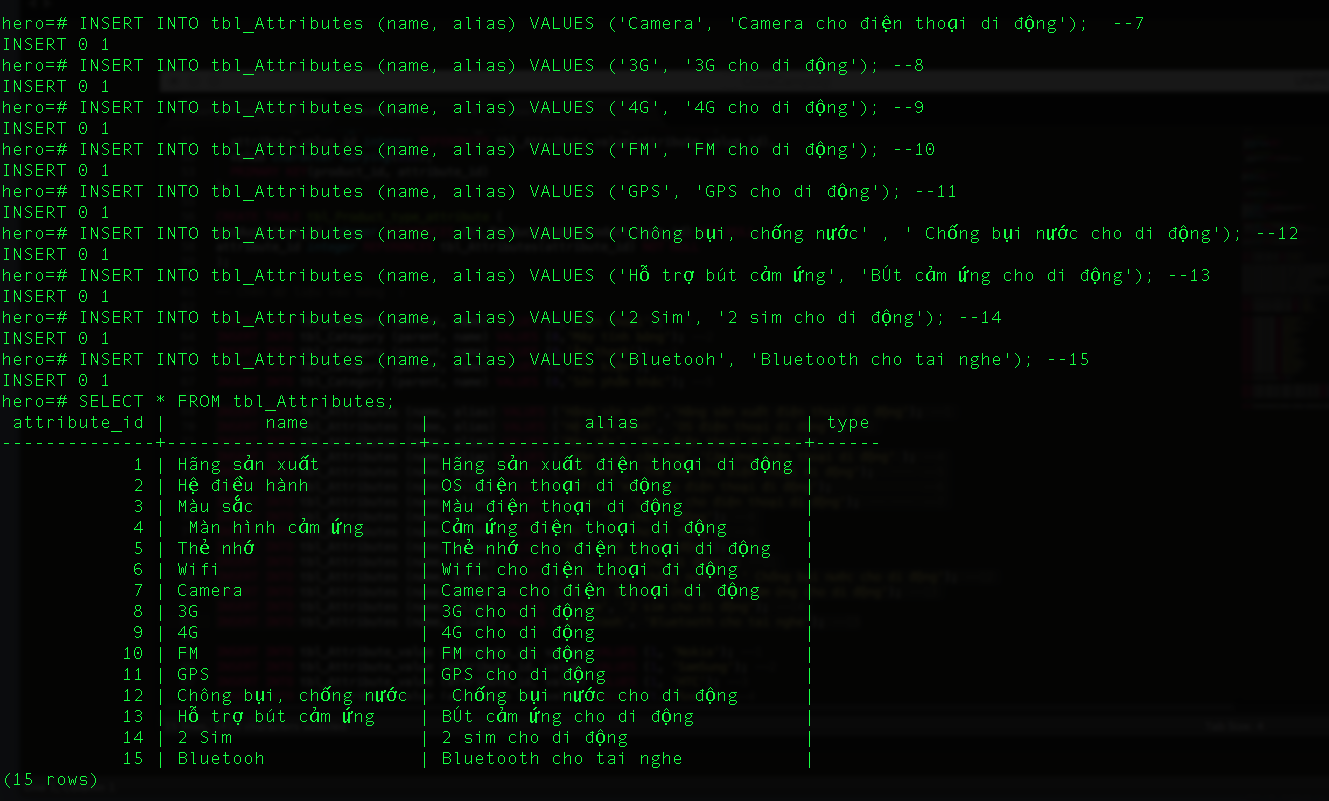 hero=# INSERT INTO tbl_Attributes (name, alias) VALUES ('Camera', 'Camera cho điện thoại di động');  --7
INSERT 0 1
hero=# INSERT INTO tbl_Attributes (name, alias) VALUES ('3G', '3G cho di động'); --8
INSERT 0 1
hero=# INSERT INTO tbl_Attributes (name, alias) VALUES ('4G', '4G cho di động'); --9
INSERT 0 1
hero=# INSERT INTO tbl_Attributes (name, alias) VALUES ('FM', 'FM cho di động'); --10
INSERT 0 1
hero=# INSERT INTO tbl_Attributes (name, alias) VALUES ('GPS', 'GPS cho di động'); --11
INSERT 0 1
hero=# INSERT INTO tbl_Attributes (name, alias) VALUES ('Chông bụi, chống nước' , ' Chống bụi nước cho di động'); --12
INSERT 0 1
hero=# INSERT INTO tbl_Attributes (name, alias) VALUES ('Hỗ trợ bút cảm ứng', 'BÚt cảm ứng cho di động'); --13
INSERT 0 1
hero=# INSERT INTO tbl_Attributes (name, alias) VALUES ('2 Sim', '2 sim cho di động'); --14
INSERT 0 1
hero=# INSERT INTO tbl_Attributes (name, alias) VALUES ('Bluetooh', 'Bluetooth cho tai nghe'); --15
INSERT 0 1
hero=# SELECT * FROM tbl_Attributes;
 attribute_id |         name          |              alias               | type
--------------+-----------------------+----------------------------------+------
            1 | Hãng sản xuất         | Hãng sản xuất điện thoại di động |
            2 | Hệ điều hành          | OS điện thoại di động            |
            3 | Màu sắc               | Màu điện thoại di động           |
            4 |  Màn hình cảm ứng     | Cảm ứng điện thoại di động       |
            5 | Thẻ nhớ               | Thẻ nhớ cho điện thoại di động   |
            6 | Wifi                  | Wifi cho điện thoại đi động      |
            7 | Camera                | Camera cho điện thoại di động    |
            8 | 3G                    | 3G cho di động                   |
            9 | 4G                    | 4G cho di động                   |
           10 | FM                    | FM cho di động                   |
           11 | GPS                   | GPS cho di động                  |
           12 | Chông bụi, chống nước |  Chống bụi nước cho di động      |
           13 | Hỗ trợ bút cảm ứng    | BÚt cảm ứng cho di động          |
           14 | 2 Sim                 | 2 sim cho di động                |
           15 | Bluetooh              | Bluetooth cho tai nghe           |
(15 rows)